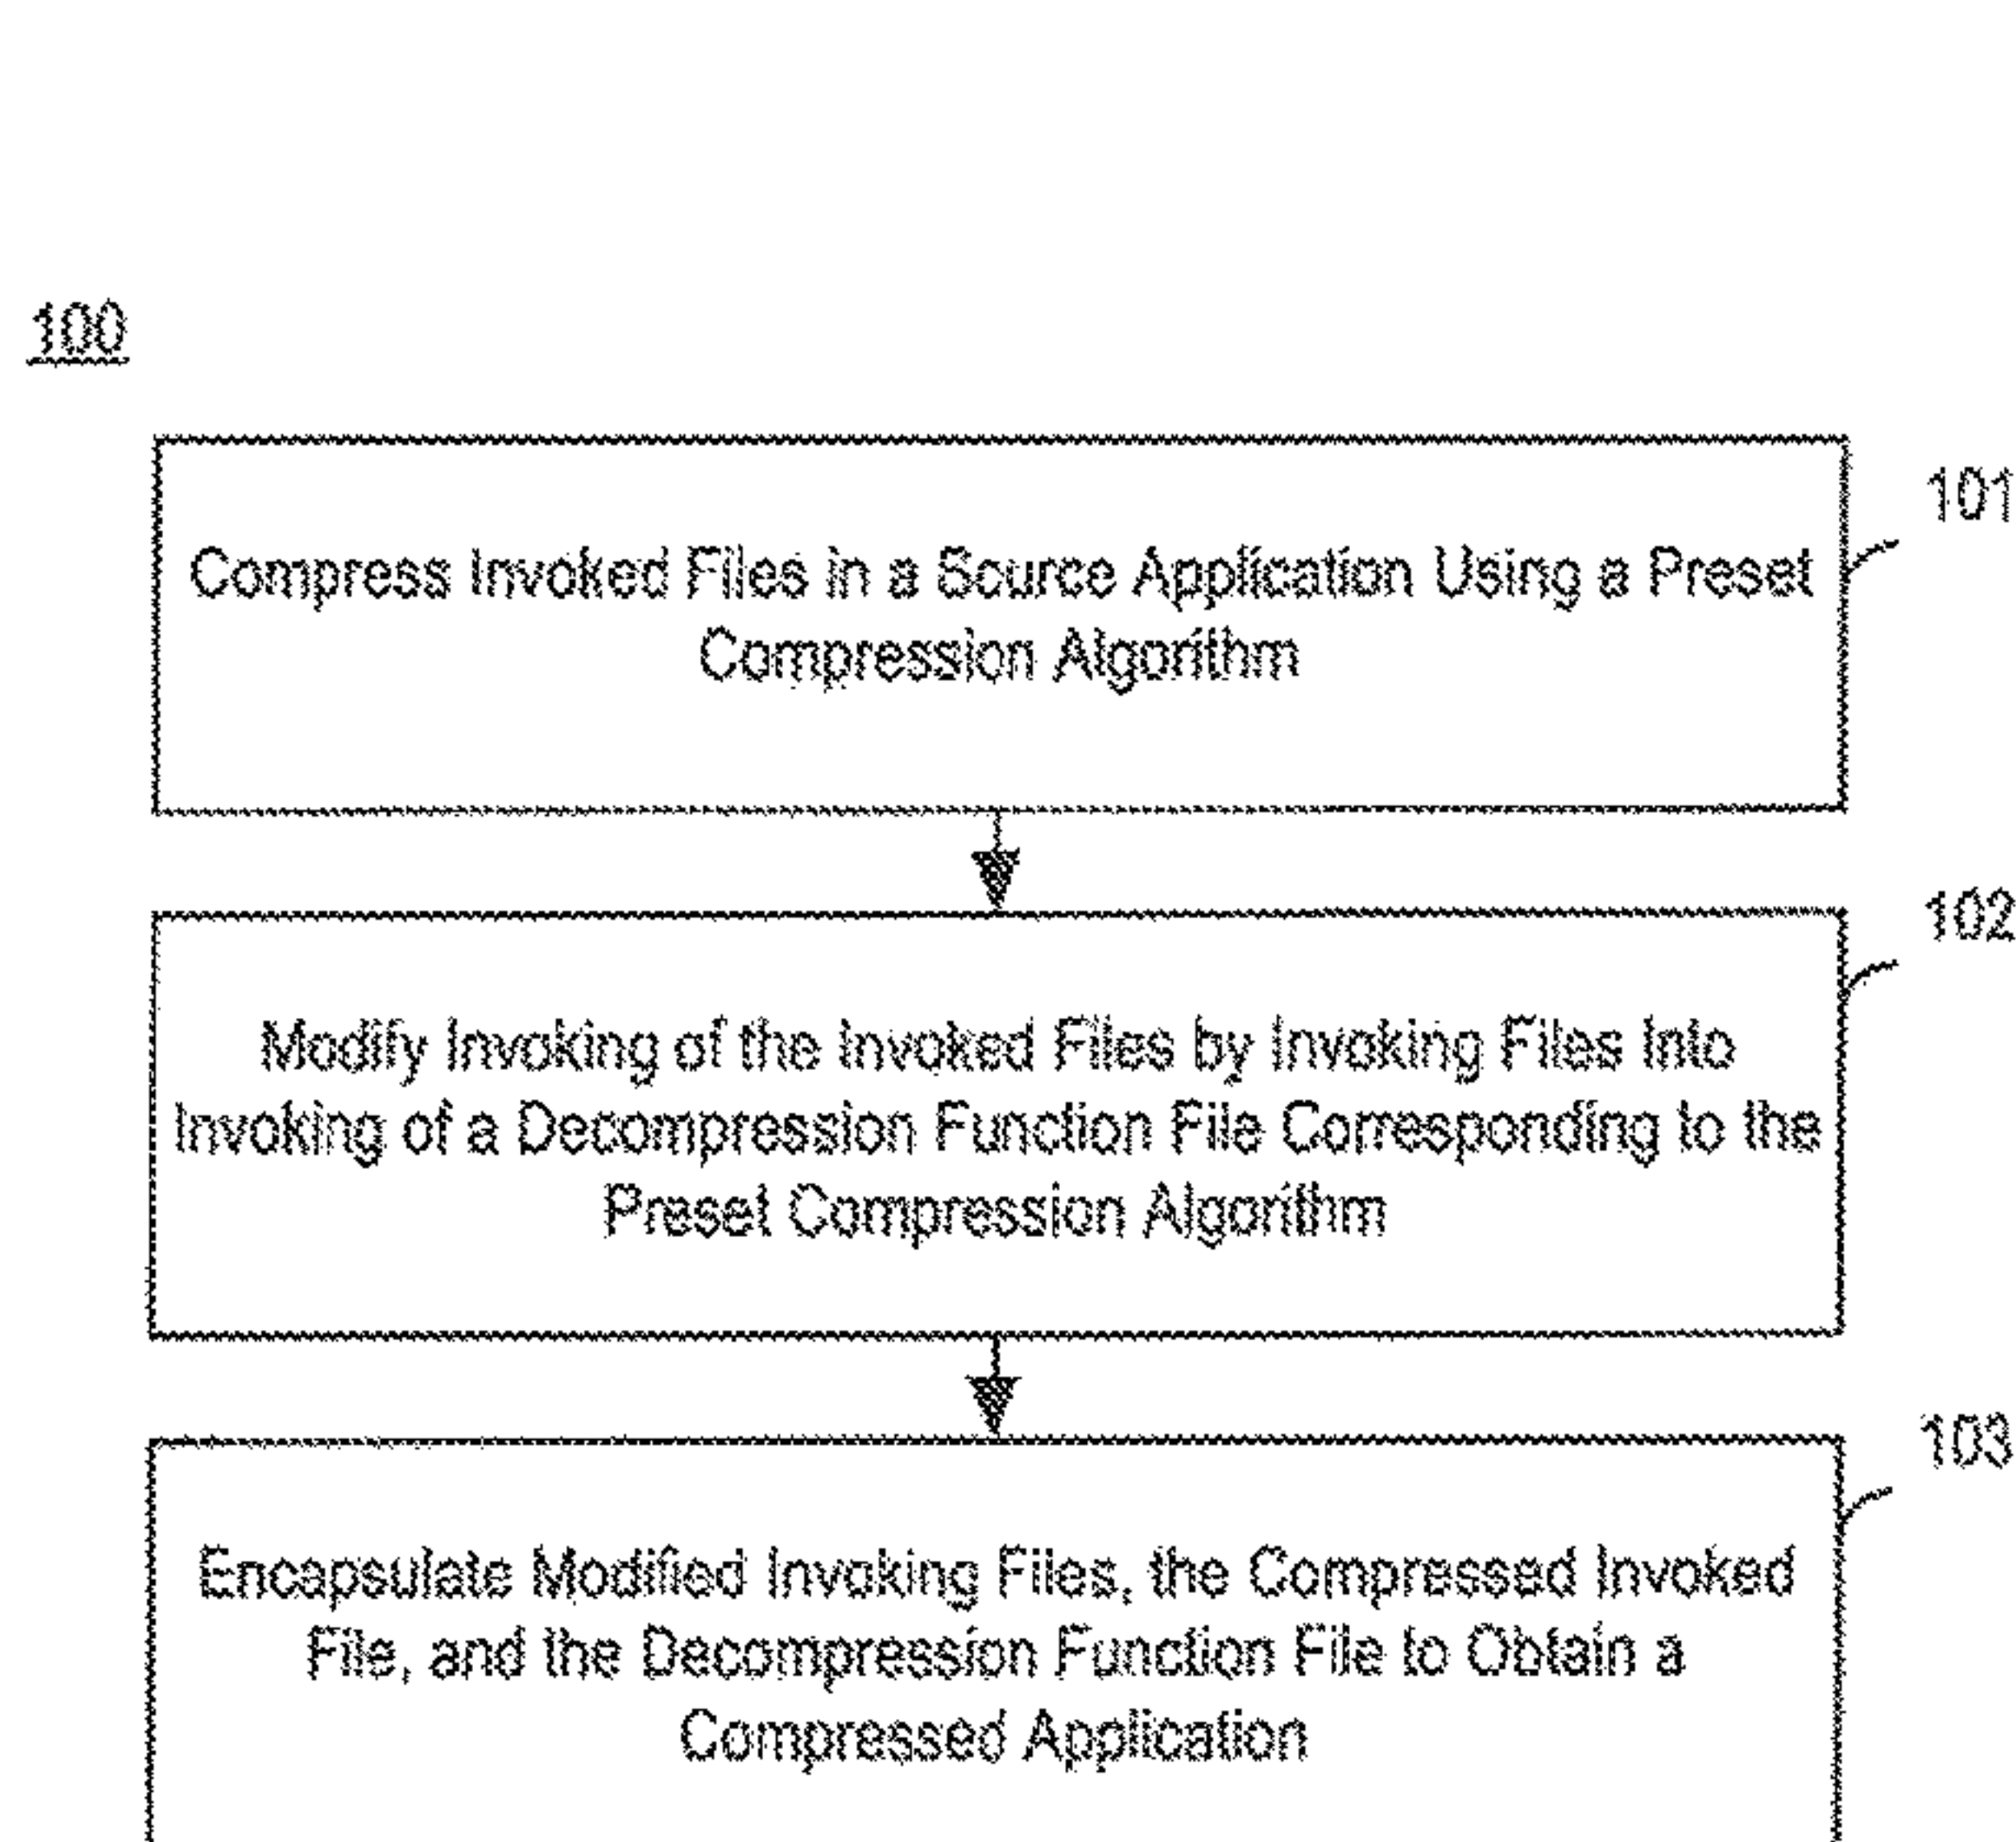 100
101
Compress Invoked Files in a Source Application Using a Preset
Compression Algorithm
102
Modify Invoking of the Invoked Files by Invoking Files Into
Invoking of a Decompression Function File Corresponding to the
Preset Compression Algorithm
103
Encapsulate Modified Invoking Files, the Compressed Invoked
File, and the Decompression Function File to Obtain a
Compressed Application